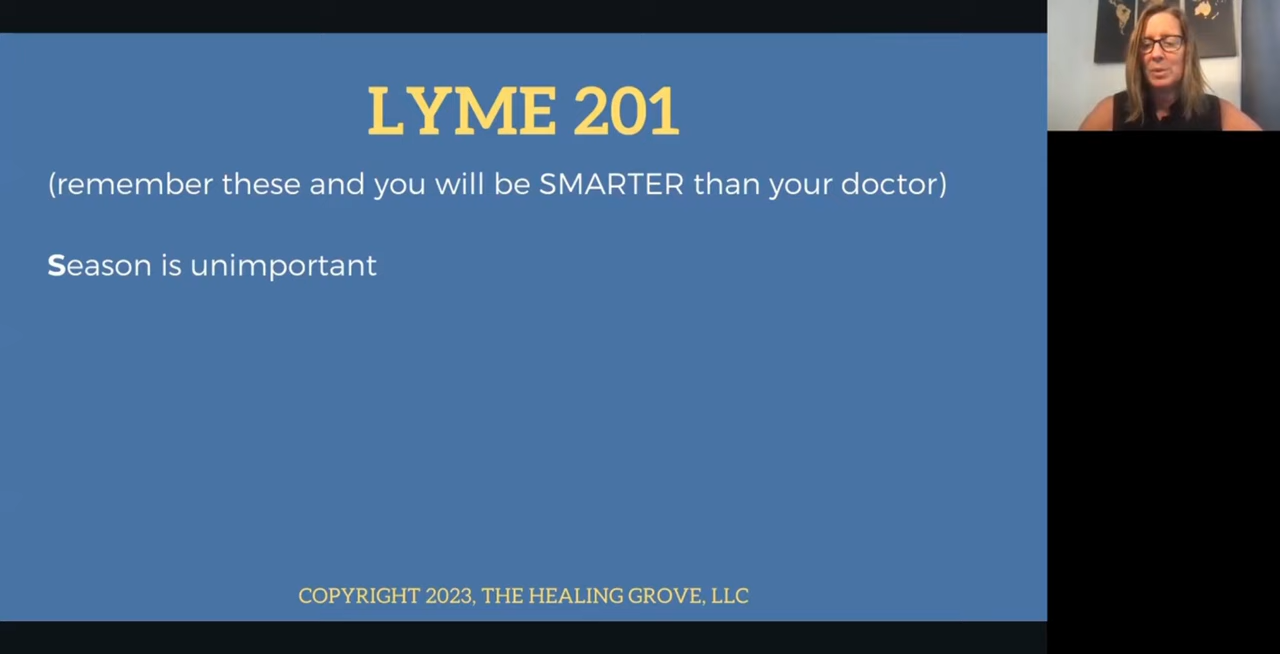 LYME 201
(remember these and you will be SMARTER than your doctor)
Season is unimportant
COPYRIGHT 2023, THE HEALING GROVE, LLC